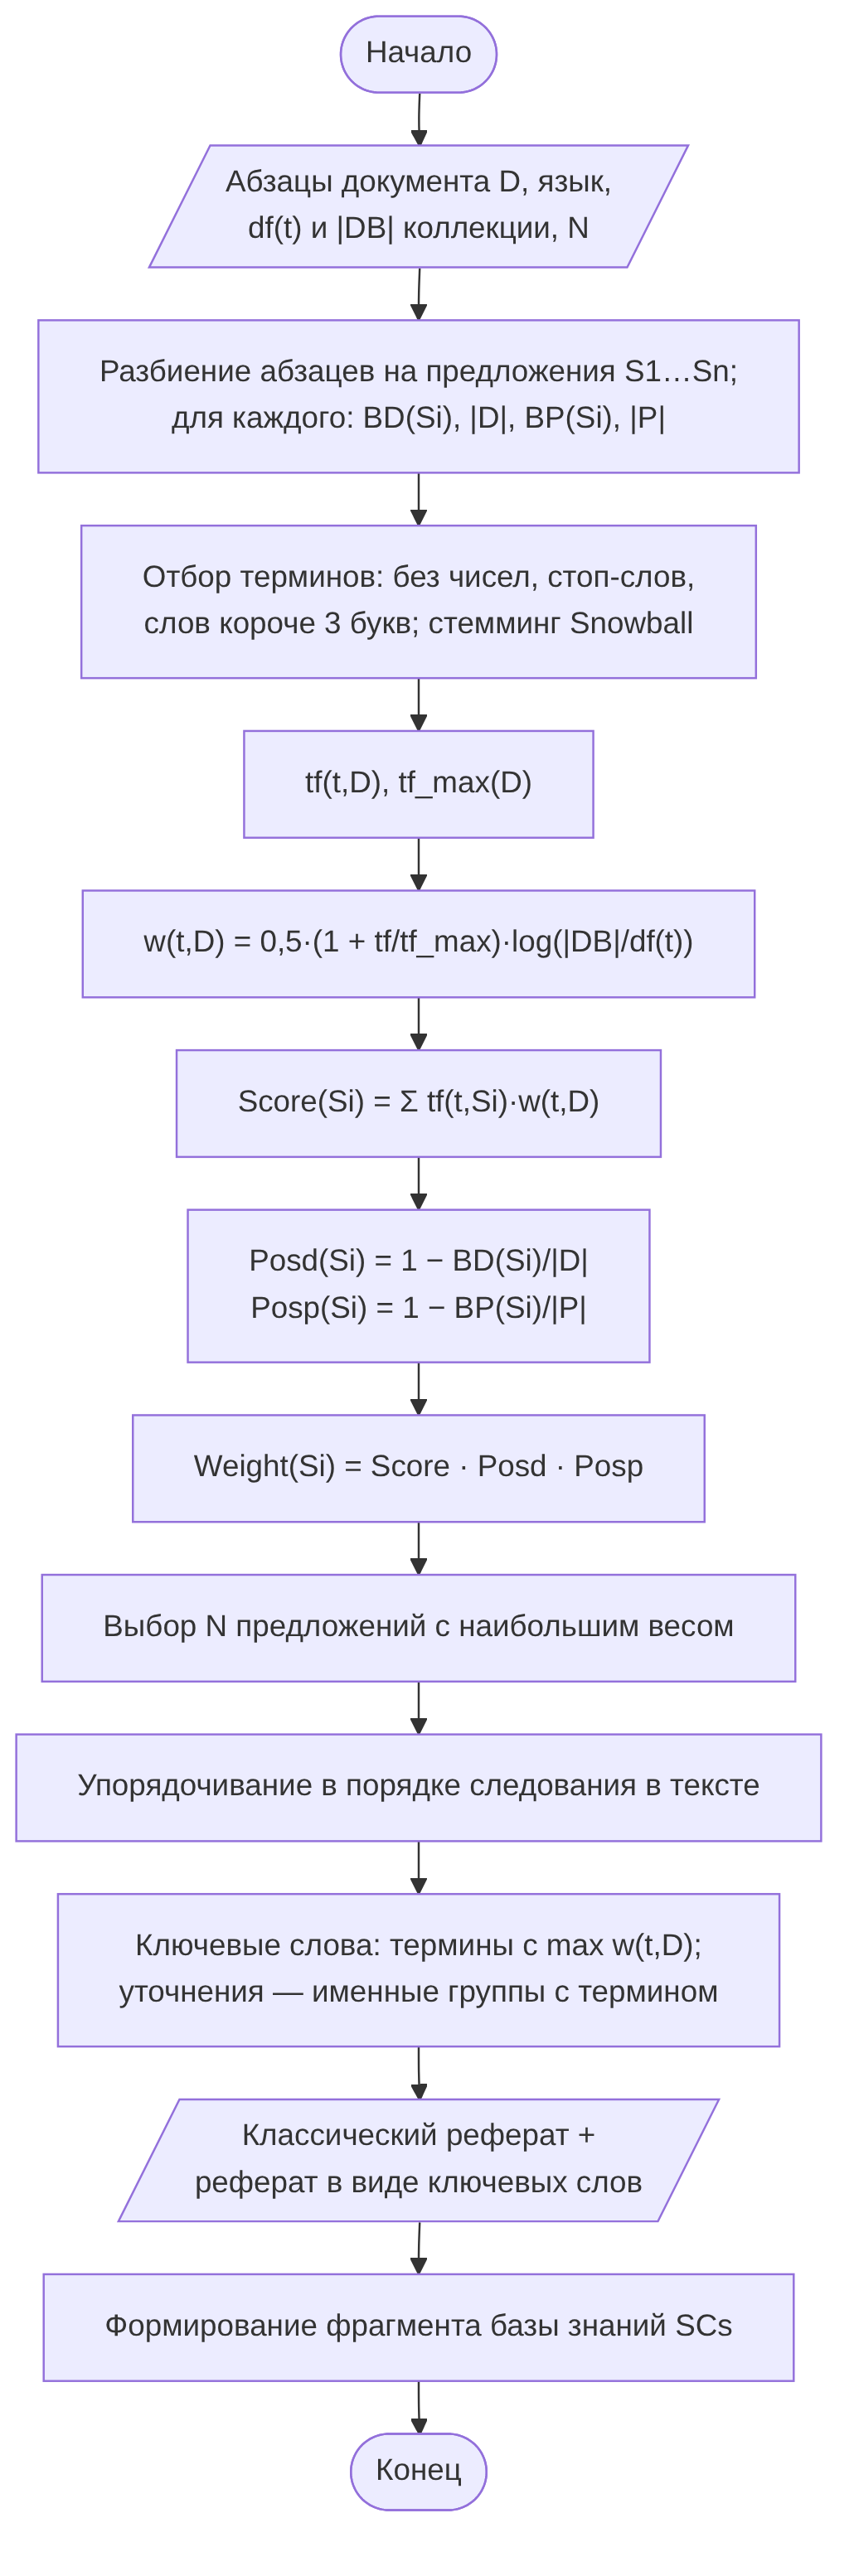 Начало
Абзацы документа D, язык,
df(t) и |DB| коллекции, N
Разбиение абзацев на предложения S1…Sn;
для каждого: BD(Si), |D|, BP(Si), |P|
Отбор терминов: без чисел, стоп-слов,
слов короче 3 букв; стемминг Snowball
tf(t,D), tf_max(D)
w(t,D) = 0,5·(1 + tf/tf_max)·log(|DB|/df(t))
Score(Si) = Σ tf(t,Si)·w(t,D)
Posd(Si) = 1 − BD(Si)/|D|
Posp(Si) = 1 − BP(Si)/|P|
Weight(Si) = Score · Posd · Posp
Выбор N предложений с наибольшим весом
Упорядочивание в порядке следования в тексте
Ключевые слова: термины с max w(t,D);
уточнения — именные группы с термином
Классический реферат +
реферат в виде ключевых слов
Формирование фрагмента базы знаний SCs
Конец